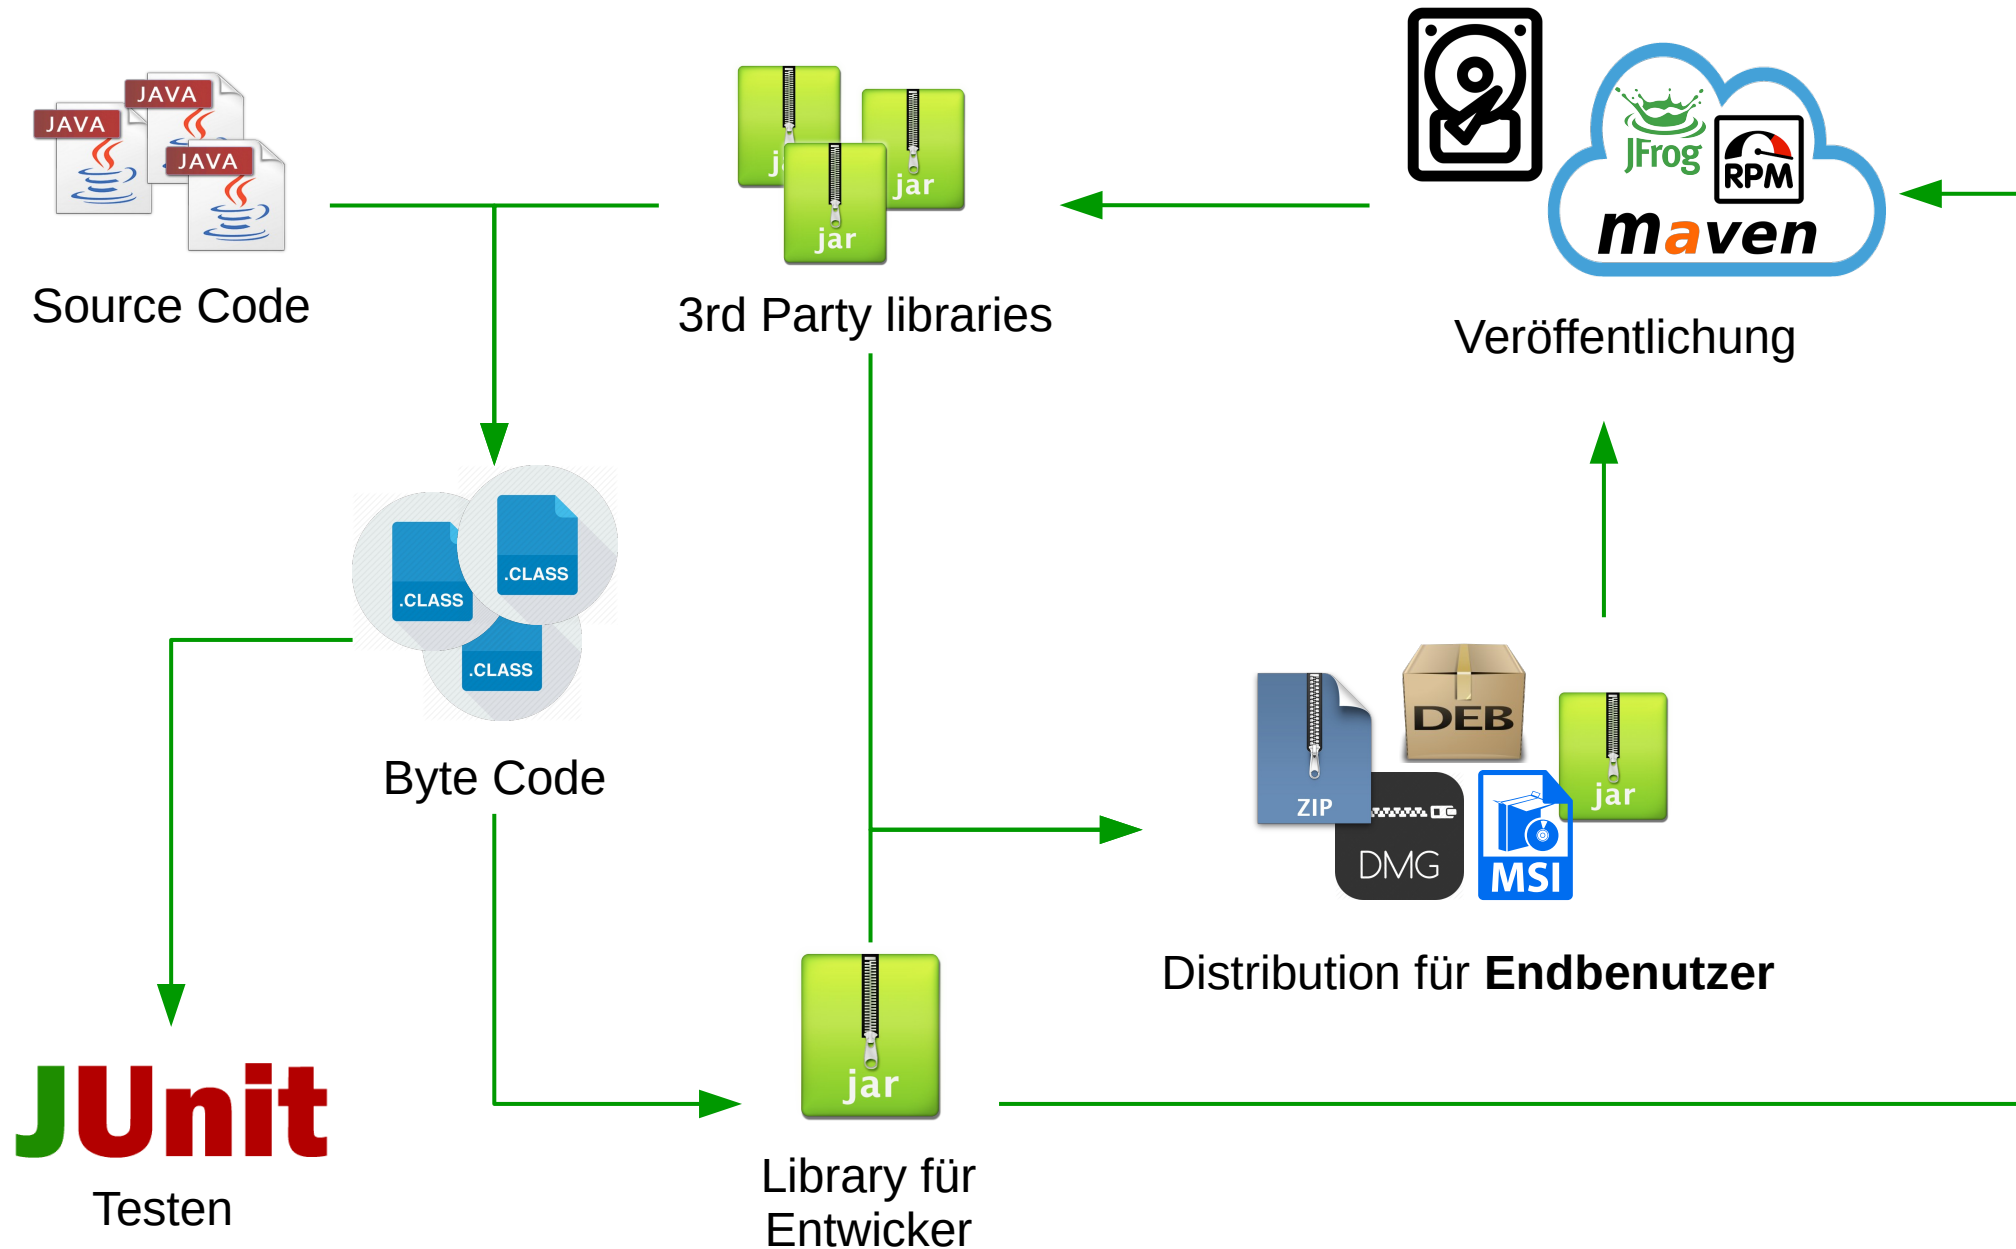 JAVA
JAVA
JAVA
Source Code
jar
jar
3rd Party libraries
JFrog
RPM
maven
Veröffentlichung
.CLASS
.CLASS
.CLASS
Byte Code
ZIP
DEB
jar
DMG
MSI
Distribution für Endbenutzer
JUnit
Testen
jar
Library für
Entwicker